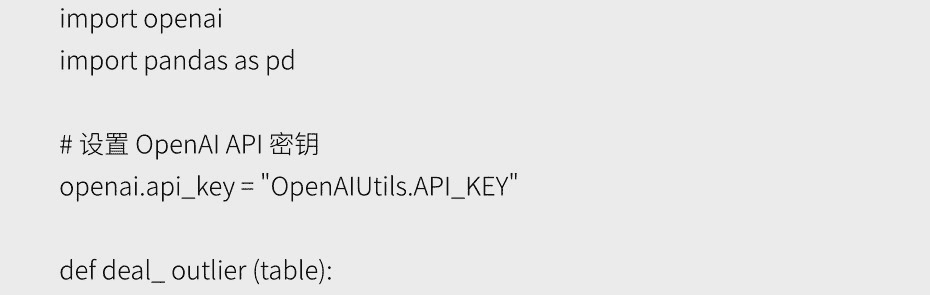 import openai
import pandas as pd
# 设置 OpenAI API 密钥
openai.api_key = "OpenAIUtils.API_KEY"
def deal_ outlier (table):